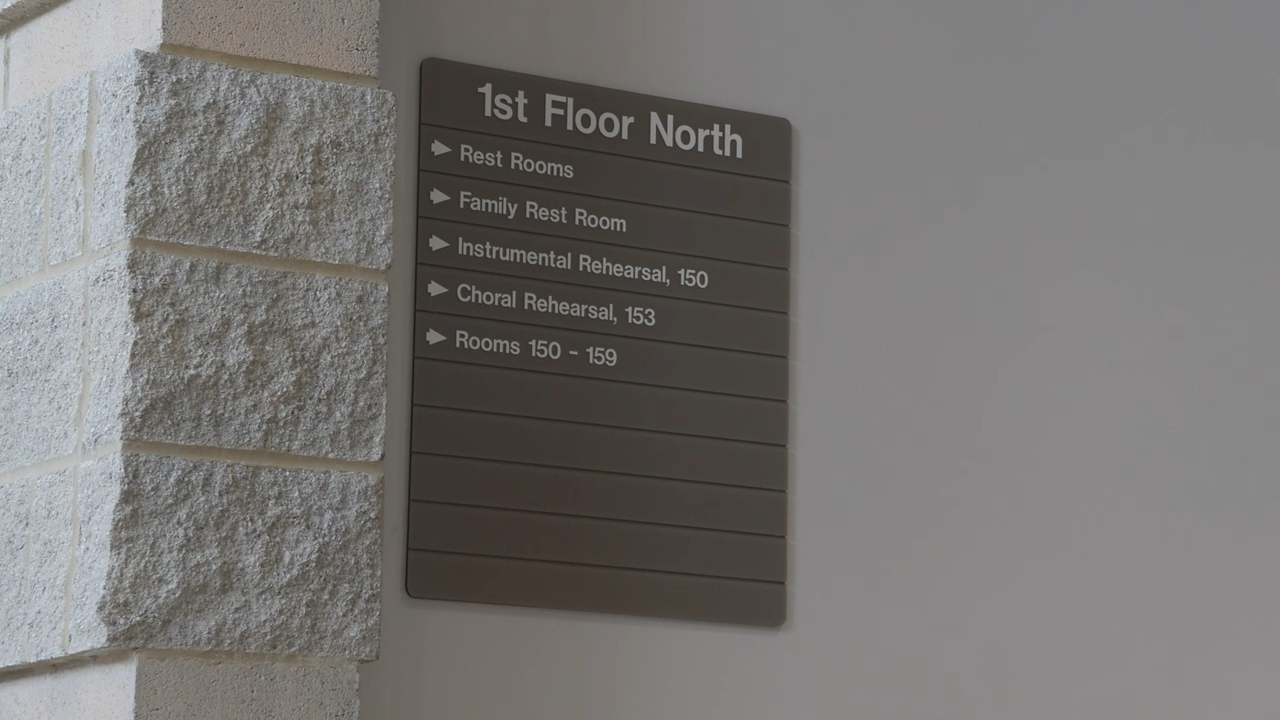 1st Floor North
Rest Rooms
Family Rest Room
Instrumental Rehearsal, 150
Choral Rehearsal, 153
Rooms 150 - 159